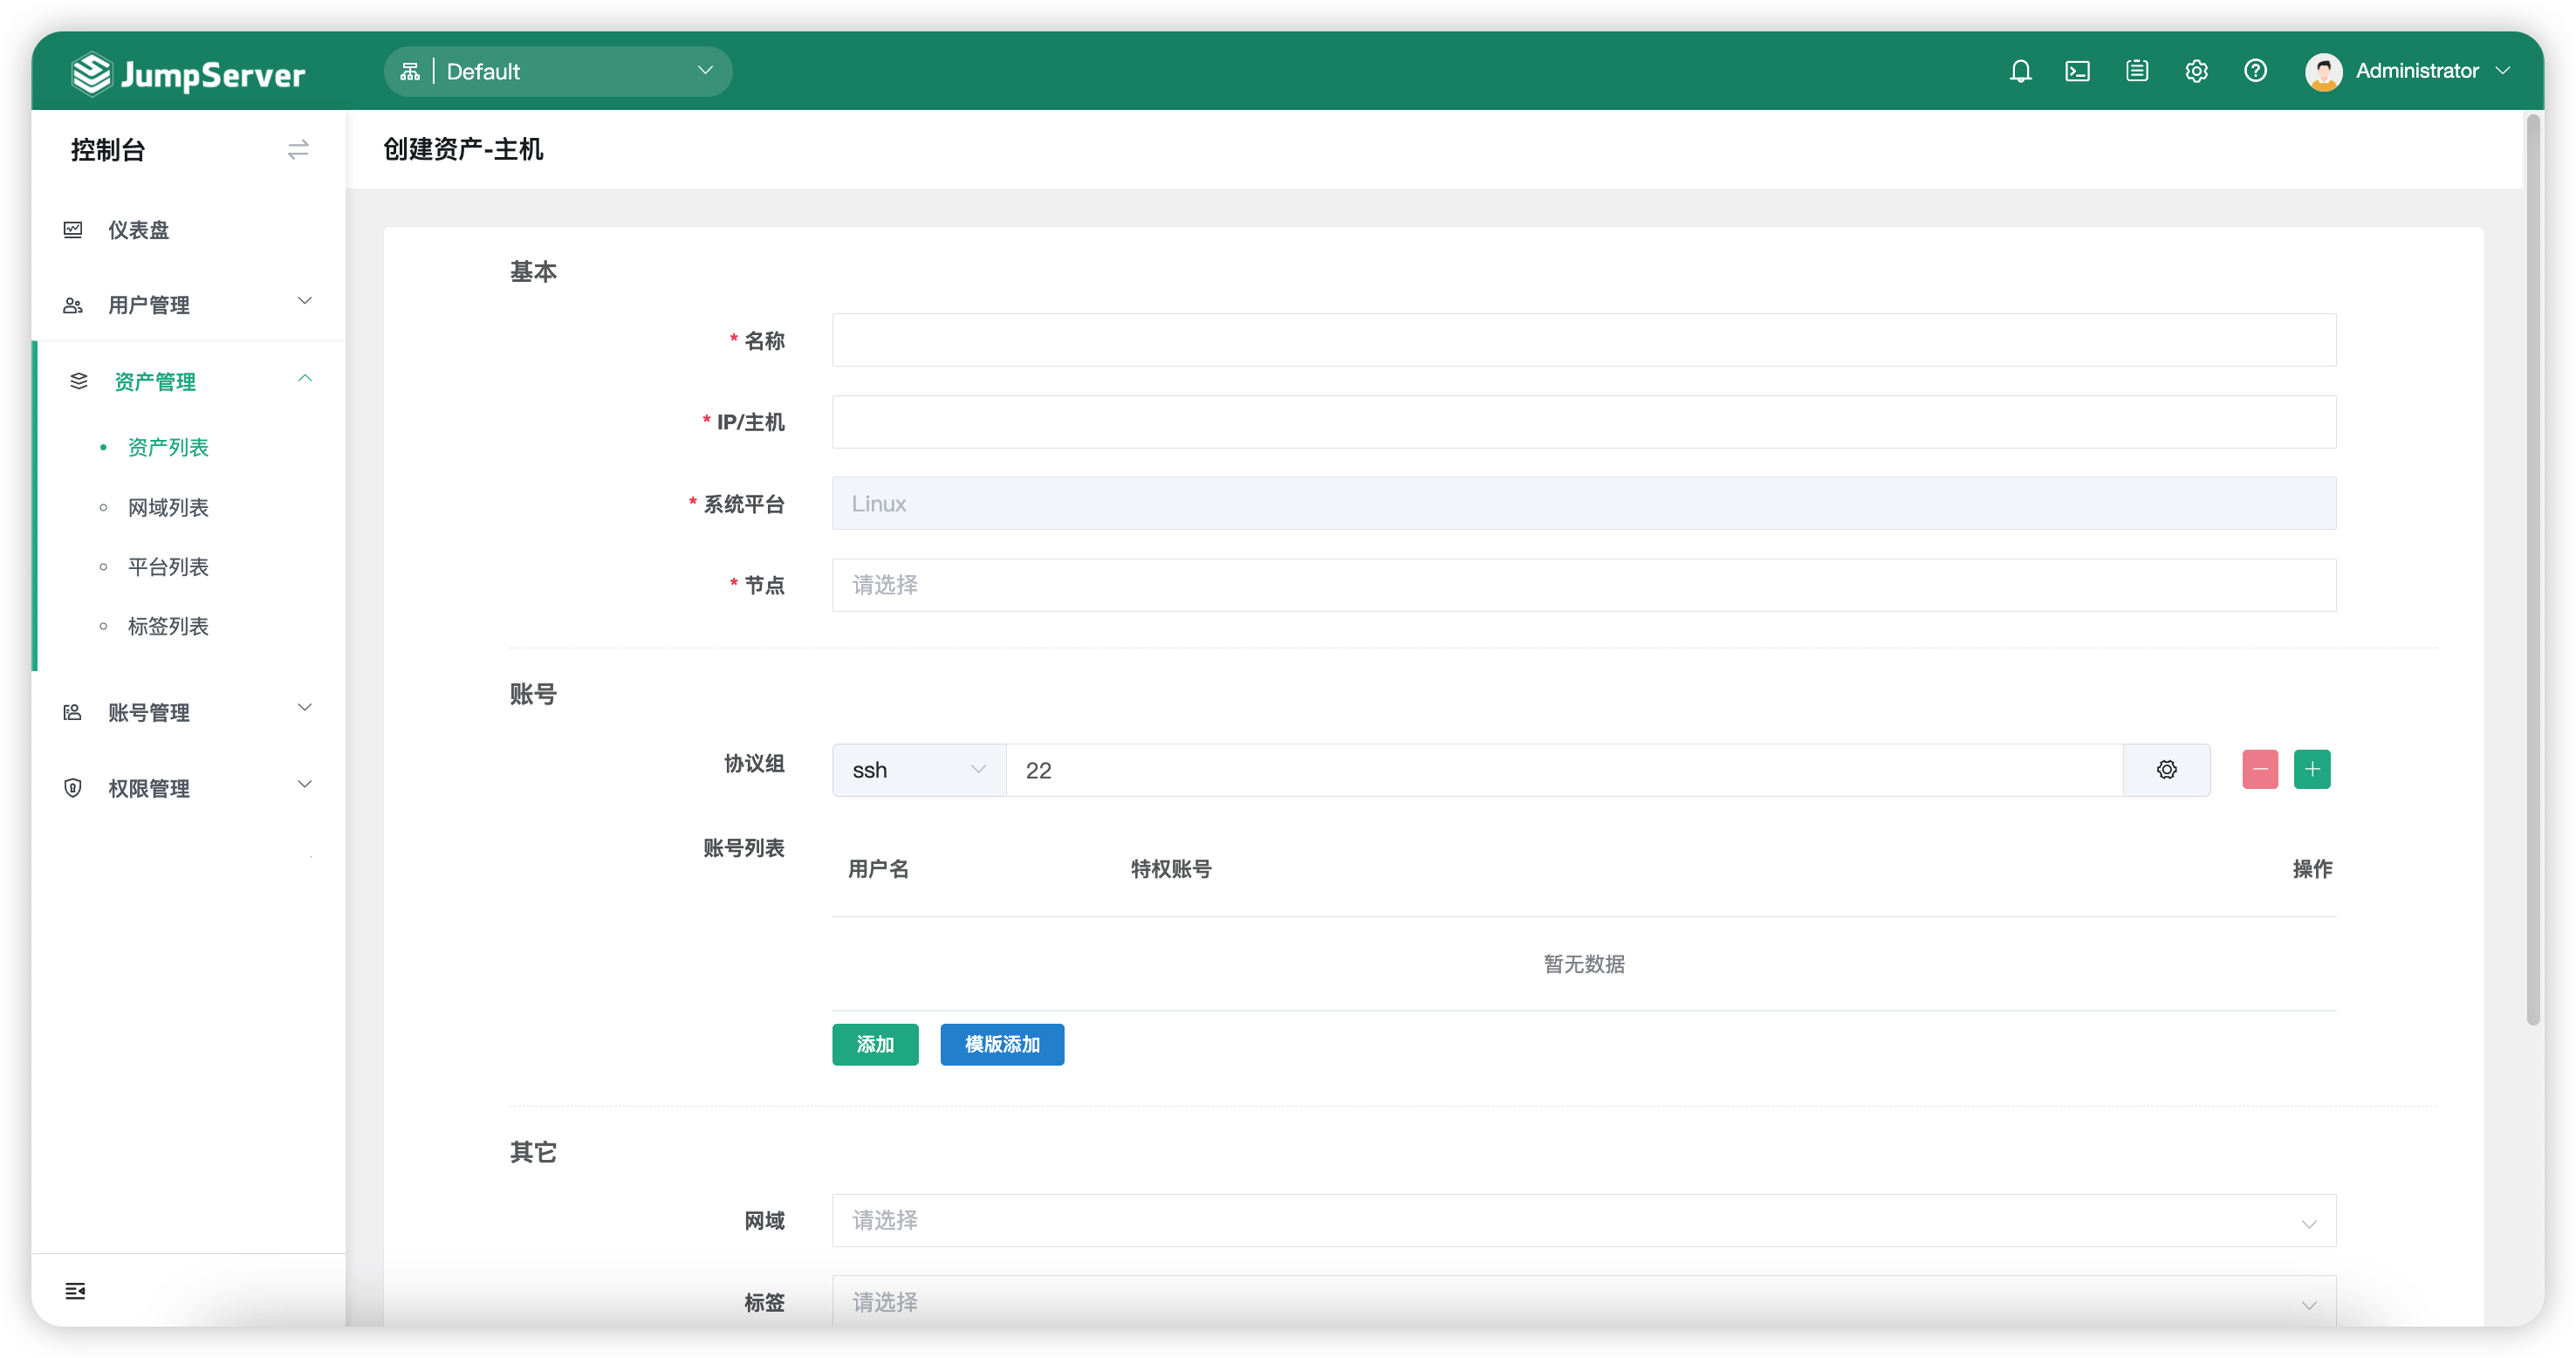 JumpServer
Default
Administrator
控制台
创建资产-主机
仪表盘
用户管理
资产管理
资产列表
网域列表
平台列表
标签列表
账号管理
权限管理
基本
* 名称
* IP/主机
* 系统平台 Linux
* 节点 请选择
账号
协议组 ssh 22
账号列表
用户名 特权账号 操作
暂无数据
添加 模版添加
其它
网域 请选择
标签 请选择